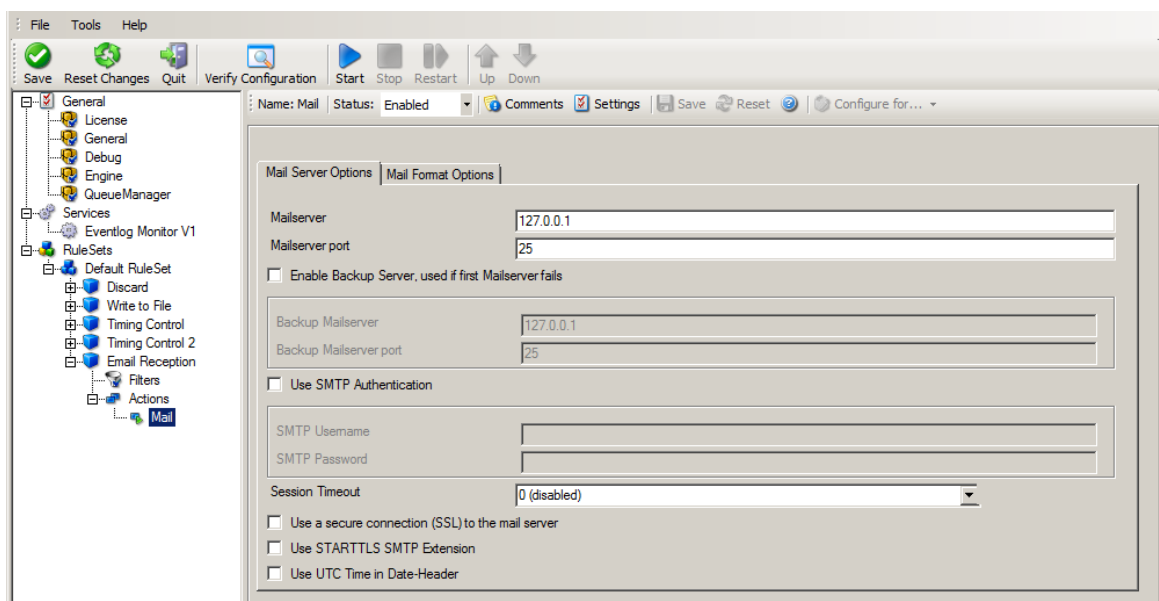 File Tools Help
Save Reset Changes Quit Verify Configuration Start Stop Restart Up Down
General
License
General
Debug
Engine
QueueManager
Services
Eventlog Monitor V1
RuleSets
Default RuleSet
Discard
Write to File
Timing Control
Timing Control 2
Email Reception
Filters
Actions
Mail
Name: Mail Status: Enabled Comments Settings Save Reset Configure for...
Mail Server Options Mail Format Options
Mailserver 127.0.0.1
Mailserver port 25
Enable Backup Server, used if first Mailserver fails
Backup Mailserver 127.0.0.1
Backup Mailserver port 25
Use SMTP Authentication
SMTP Username
SMTP Password
Session Timeout 0 (disabled)
Use a secure connection (SSL) to the mail server
Use STARTTLS SMTP Extension
Use UTC Time in Date-Header